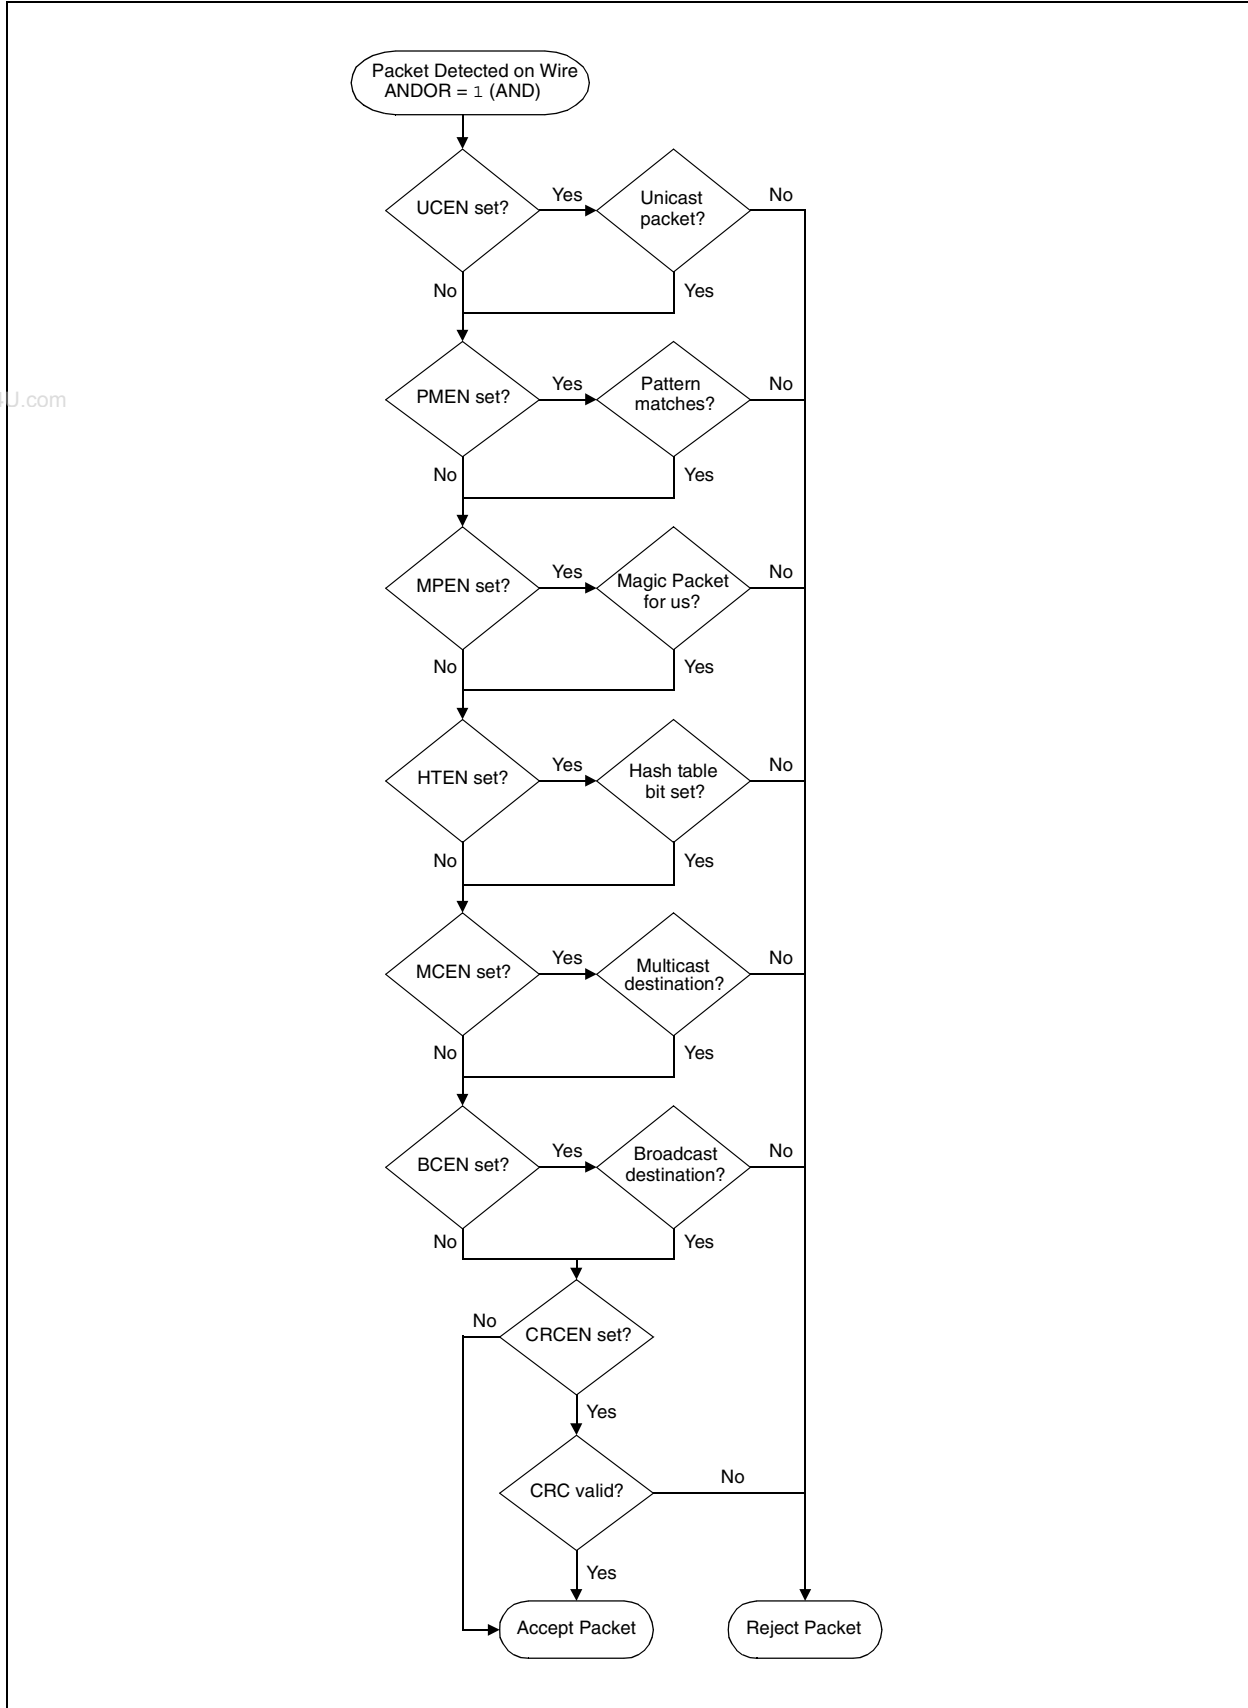 Packet Detected on Wire
ANDOR = 1 (AND)
UCEN set?
Yes
Unicast
packet?
No
No
Yes
U.com
PMEN set?
Yes
Pattern
matches?
No
No
Yes
MPEN set?
Yes
Magic Packet
for us?
No
No
Yes
HTEN set?
Yes
Hash table
bit set?
No
No
Yes
MCEN set?
Yes
Multicast
destination?
No
No
Yes
BCEN set?
Yes
Broadcast
destination?
No
No
Yes
No
CRCEN set?
Yes
CRC valid?
No
Yes
Accept Packet
Reject Packet